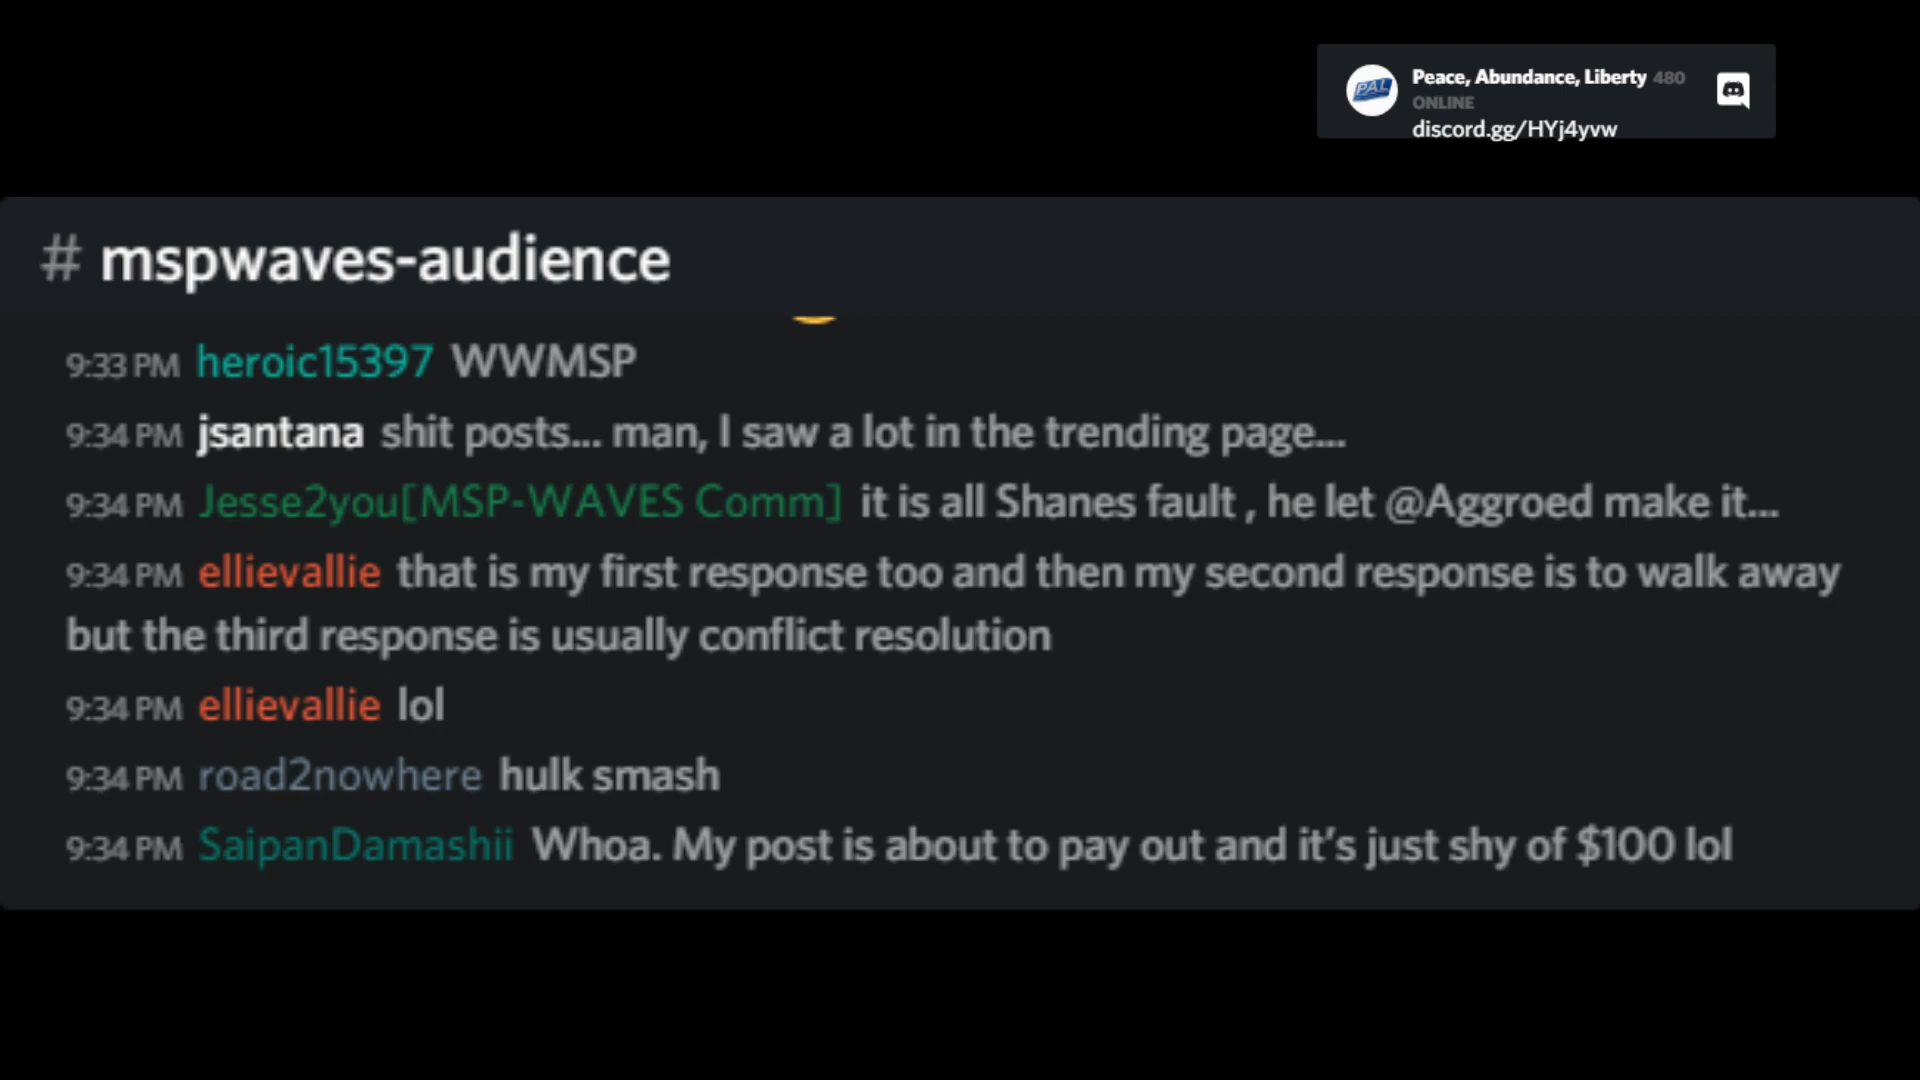 PAL
Peace, Abundance, Liberty 480
ONLINE
discord.gg/HYj4yvw
# mspwaves-audience
9:33 PM heroic15397 WWMSP
9:34 PM jsantana shit posts... man, I saw a lot in the trending page...
9:34 PM Jesse2you[MSP-WAVES Comm] it is all Shanes fault , he let @Aggroed make it...
9:34 PM ellievallie that is my first response too and then my second response is to walk away
but the third response is usually conflict resolution
9:34 PM ellievallie lol
9:34 PM road2nowhere hulk smash
9:34 PM SaipanDamashii Whoa. My post is about to pay out and it's just shy of $100 lol